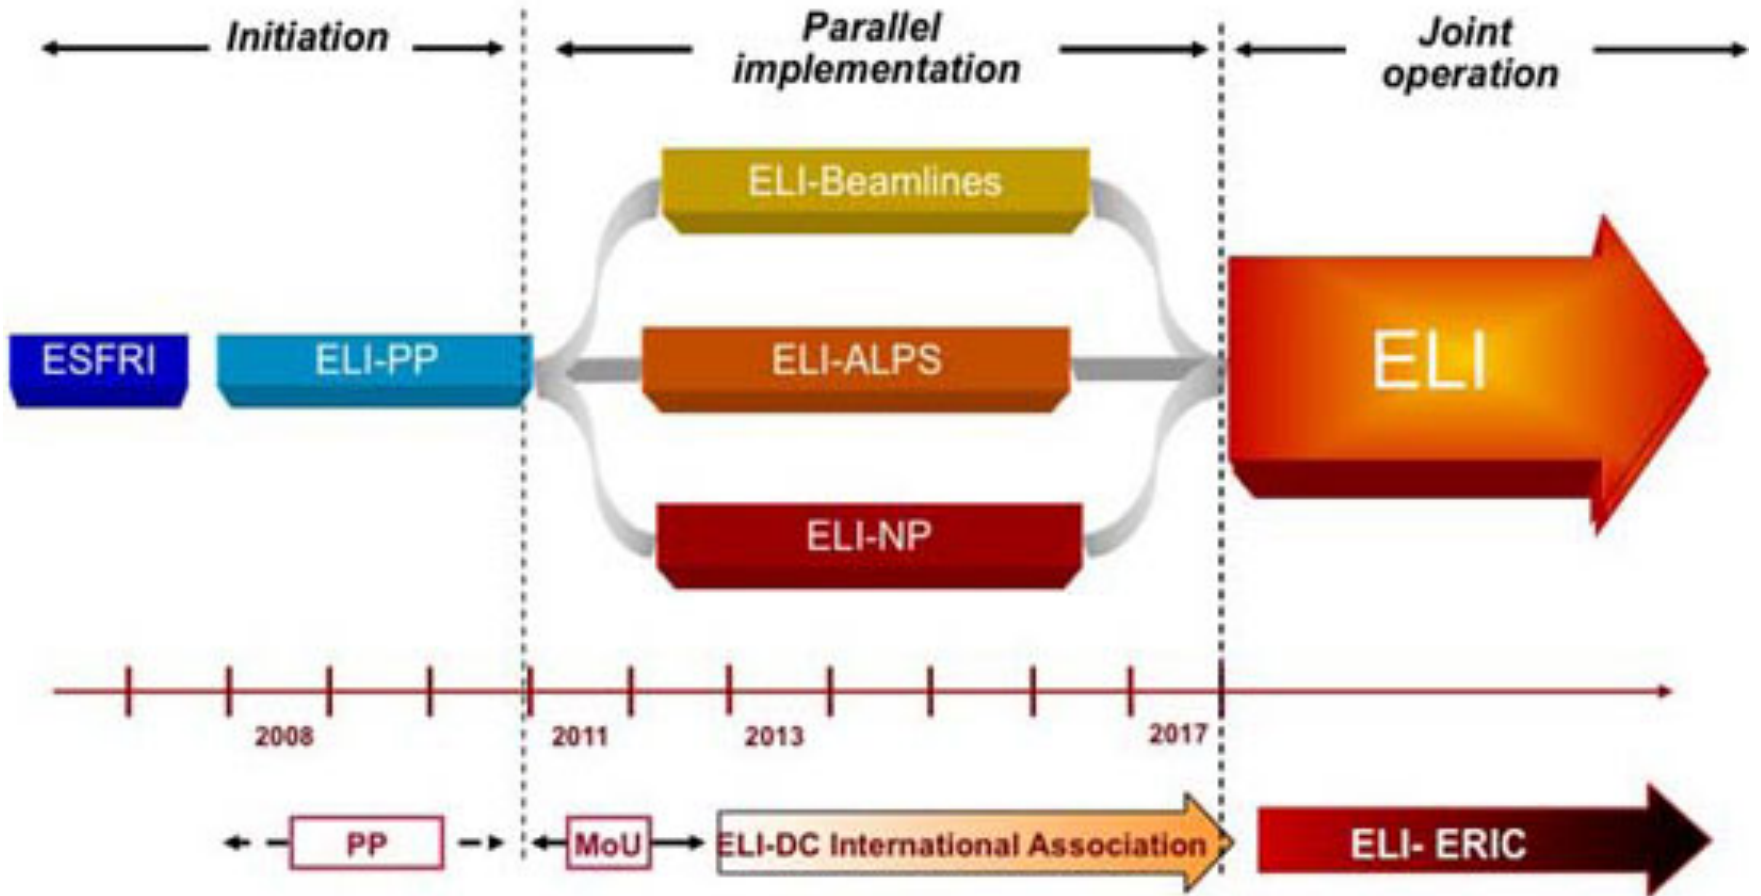 Initiation
Parallel
implementation
Joint
operation
ELI-Beamlines
ESFRI
ELI-PP
ELI-ALPS
ELI
ELI-NP
2008
2011
2013
2017
PP
MoU
ELI-DC International Association
ELI- ERIC